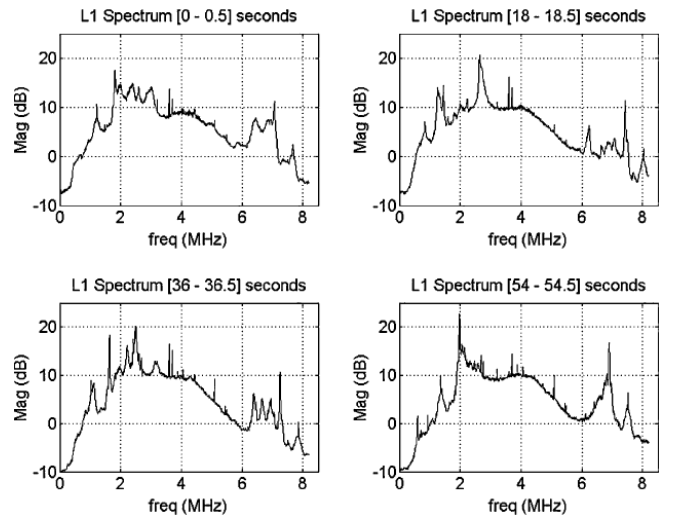 L1 Spectrum [0 - 0.5] seconds
Mag (dB)
20
10
0
-10
0 2 4 6 8
freq (MHz)
L1 Spectrum [18 - 18.5] seconds
Mag (dB)
20
10
0
-10
0 2 4 6 8
freq (MHz)
L1 Spectrum [36 - 36.5] seconds
Mag (dB)
20
10
0
-10
0 2 4 6 8
freq (MHz)
L1 Spectrum [54 - 54.5] seconds
Mag (dB)
20
10
0
-10
0 2 4 6 8
freq (MHz)